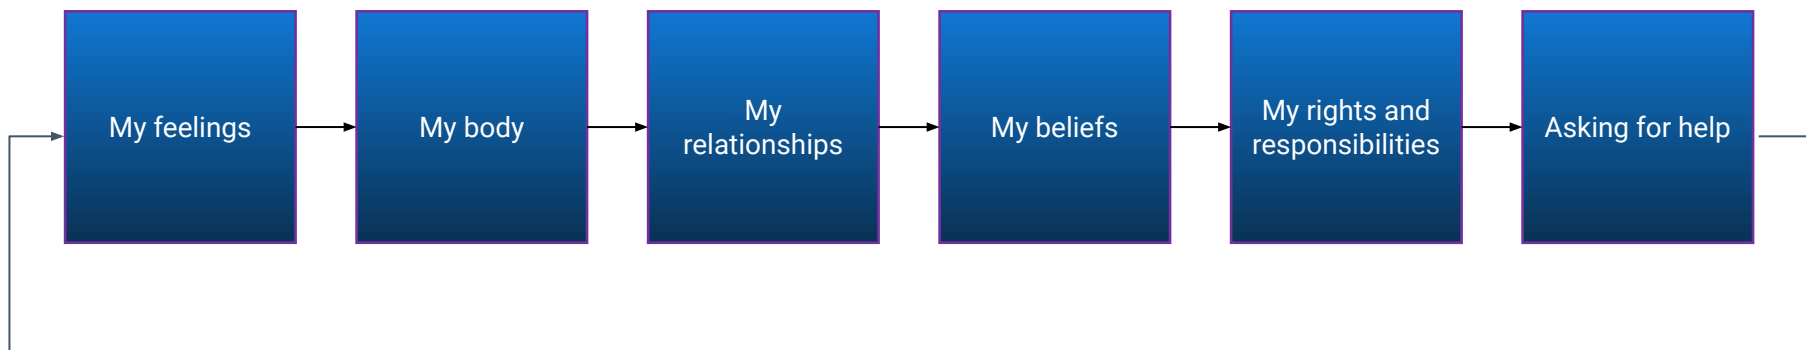 My feelings
My body
My
relationships
My beliefs
My rights and
responsibilities
Asking for help